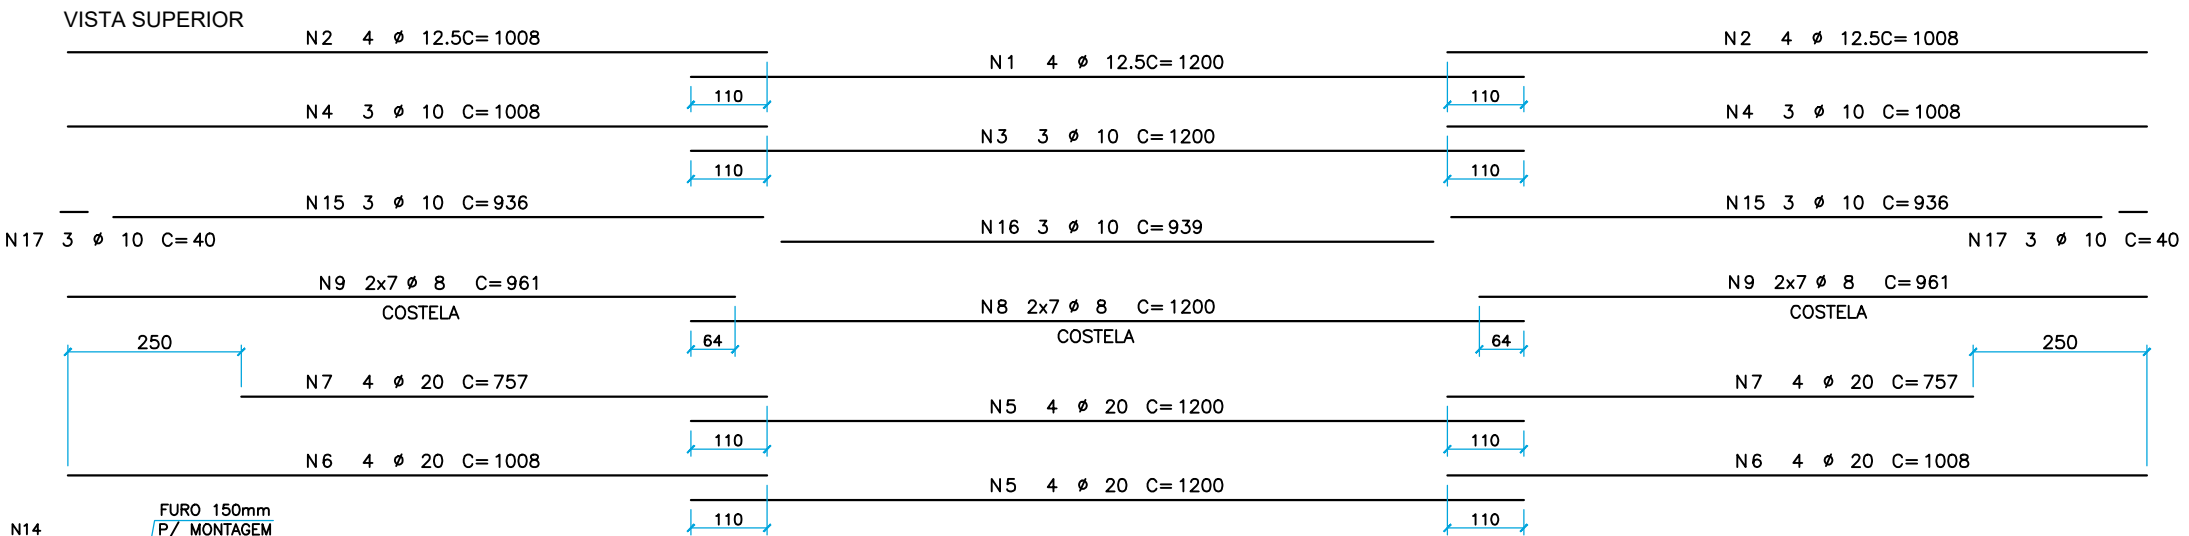 VISTA SUPERIOR
N2 4 ø 12.5C=1008
N2 4 ø 12.5C=1008
N1 4 ø 12.5C=1200
110
110
N4 3 ø 10 C=1008
N4 3 ø 10 C=1008
N3 3 ø 10 C=1200
110
110
N15 3 ø 10 C=936
N15 3 ø 10 C=936
N16 3 ø 10 C=939
N17 3 ø 10 C=40
N17 3 ø 10 C=40
N9 2x7 ø 8 C=961
COSTELA
N9 2x7 ø 8 C=961
COSTELA
N8 2x7 ø 8 C=1200
COSTELA
64
64
250
250
N7 4 ø 20 C=757
N7 4 ø 20 C=757
N5 4 ø 20 C=1200
110
110
N6 4 ø 20 C=1008
N6 4 ø 20 C=1008
N5 4 ø 20 C=1200
110
110
N14
FURO 150mm
P/ MONTAGEM